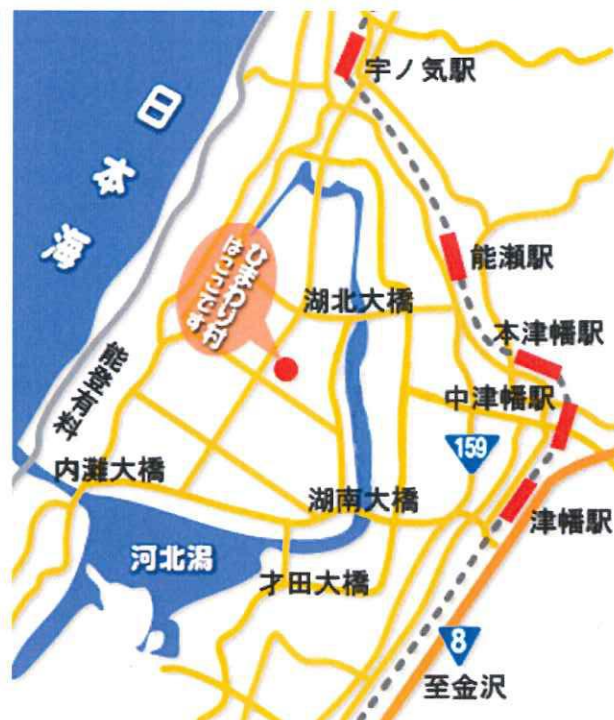 宇ノ気駅
日本海
能瀬駅
ひまわり村
はっここです
湖北大橋
本津幡駅
能登有料
中津幡駅
159
内灘大橋
湖南大橋
津幡駅
河北潟
才田大橋
8
至金沢